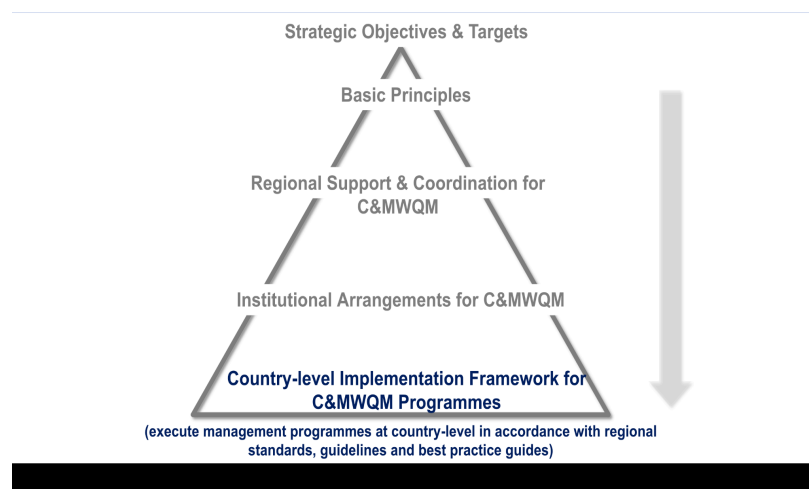 Strategic Objectives & Targets
Basic Principles
Regional Support & Coordination for
C&MWQM
Institutional Arrangements for C&MWQM
Country-level Implementation Framework for
C&MWQM Programmes
(execute management programmes at country-level in accordance with regional
standards, guidelines and best practice guides)